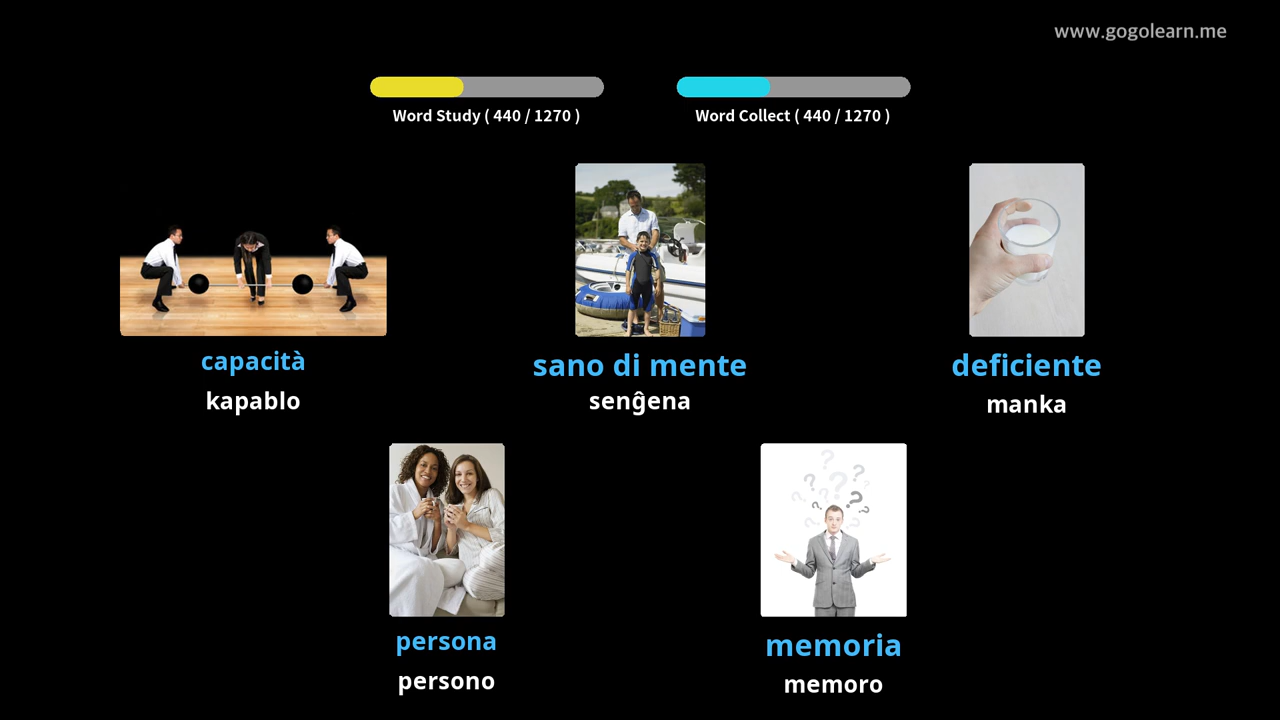 www.gogolearn.me
Word Study ( 440 / 1270 )
Word Collect ( 440 / 1270 )
capacità
kapablo
sano di mente
senĝena
deficiente
manka
persona
persono
memoria
memoro